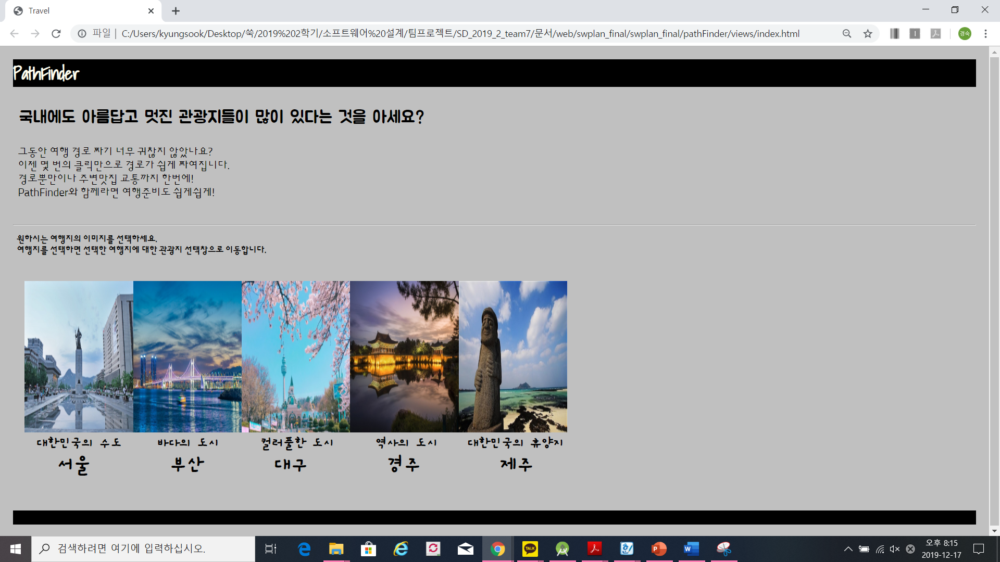 Travel
파일 | C:/Users/kyungsook/Desktop/쑥/2019%202학기/소프트웨어%20설계/팀프로젝트/SD_2019_2_team7/문서/web/swplan_final/swplan_final/pathFinder/views/index.html
경숙
PathFinder
국내에도 아름답고 멋진 관광지들이 많이 있다는 것을 아세요?
그동안 여행 경로 짜기 너무 귀찮지 않았나요?
이젠 몇 번의 클릭만으로 경로가 쉽게 짜여집니다.
경로뿐만이나 주변맛집 교통까지 한번에!
PathFinder와 함께라면 여행준비도 쉽게쉽게!
원하시는 여행지의 이미지를 선택하세요.
여행지를 선택하면 선택한 여행지에 대한 관광지 선택창으로 이동합니다.
대한민국의 수도 바다의 도시 컬러풀한 도시 역사의 도시 대한민국의 휴양지
서울 부산 대구 경주 제주
검색하려면 여기에 입력하십시오.
TALK
오후 8:15
2019-12-17